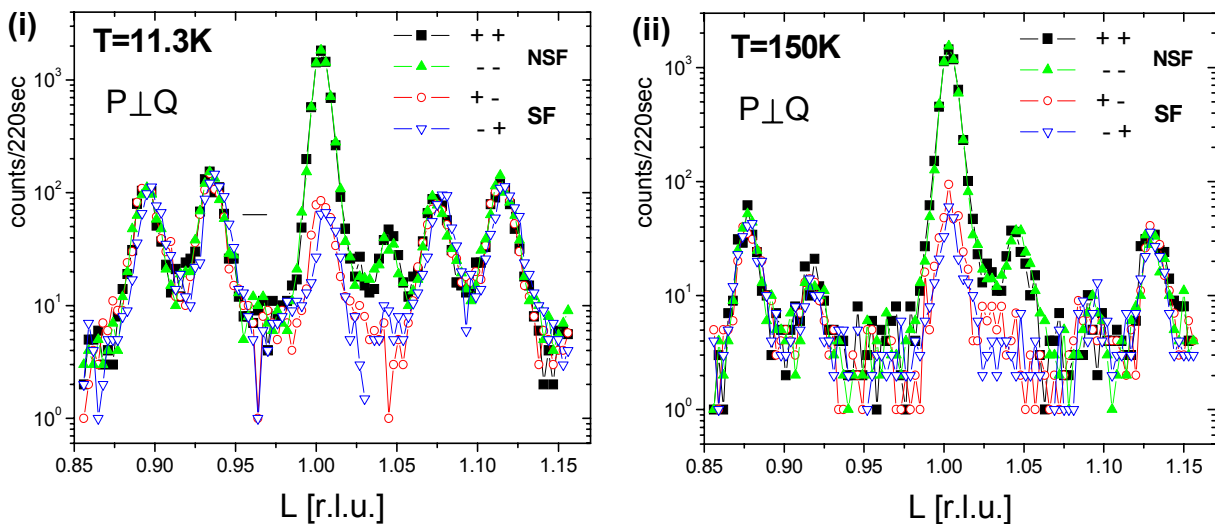 (i)
T=11.3K
P⊥Q
+ +
- - NSF
+ -
- + SF
counts/220sec
10³
10²
10¹
10⁰
0.85 0.90 0.95 1.00 1.05 1.10 1.15
L [r.l.u.]
(ii)
T=150K
P⊥Q
+ +
- - NSF
+ -
- + SF
counts/220sec
10³
10²
10¹
10⁰
0.85 0.90 0.95 1.00 1.05 1.10 1.15
L [r.l.u.]